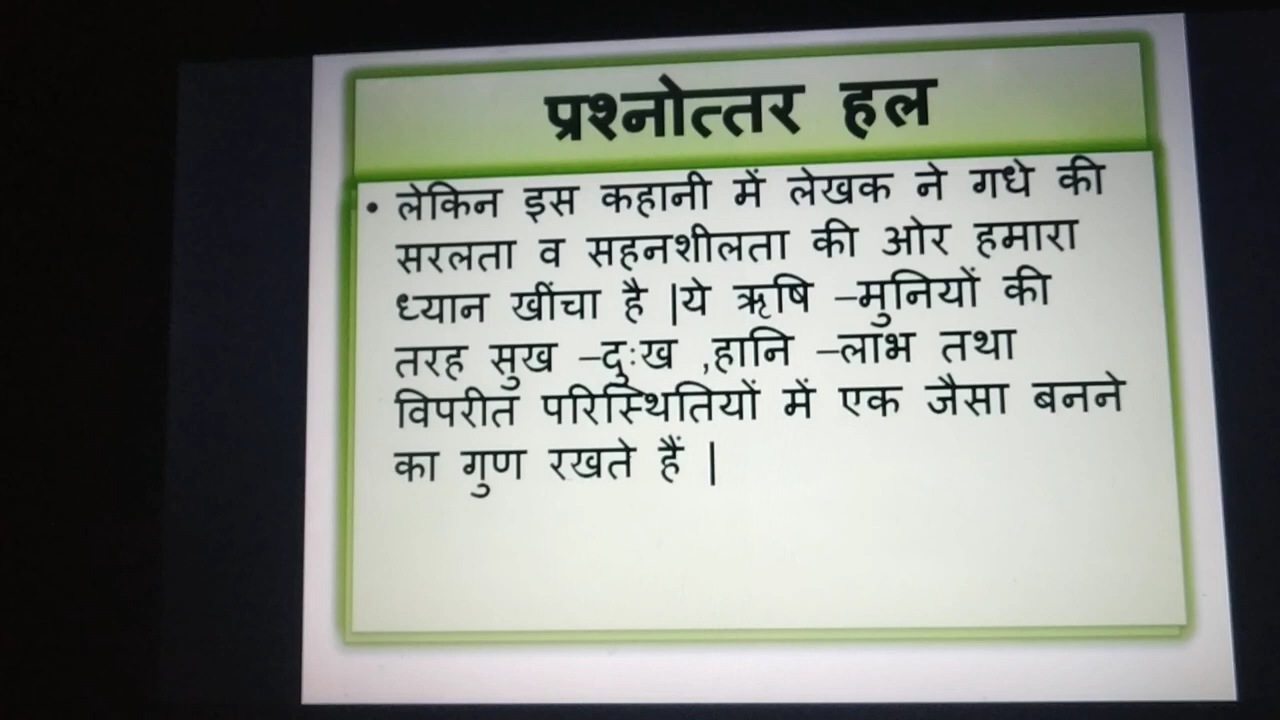 प्रश्नोत्तर हल
• लेकिन इस कहानी में लेखक ने गधे की
सरलता व सहनशीलता की ओर हमारा
ध्यान खींचा है |ये ऋषि –मुनियों की
तरह सुख –दुःख ,हानि –लाभ तथा
विपरीत परिस्थितियों में एक जैसा बनने
का गुण रखते हैं |